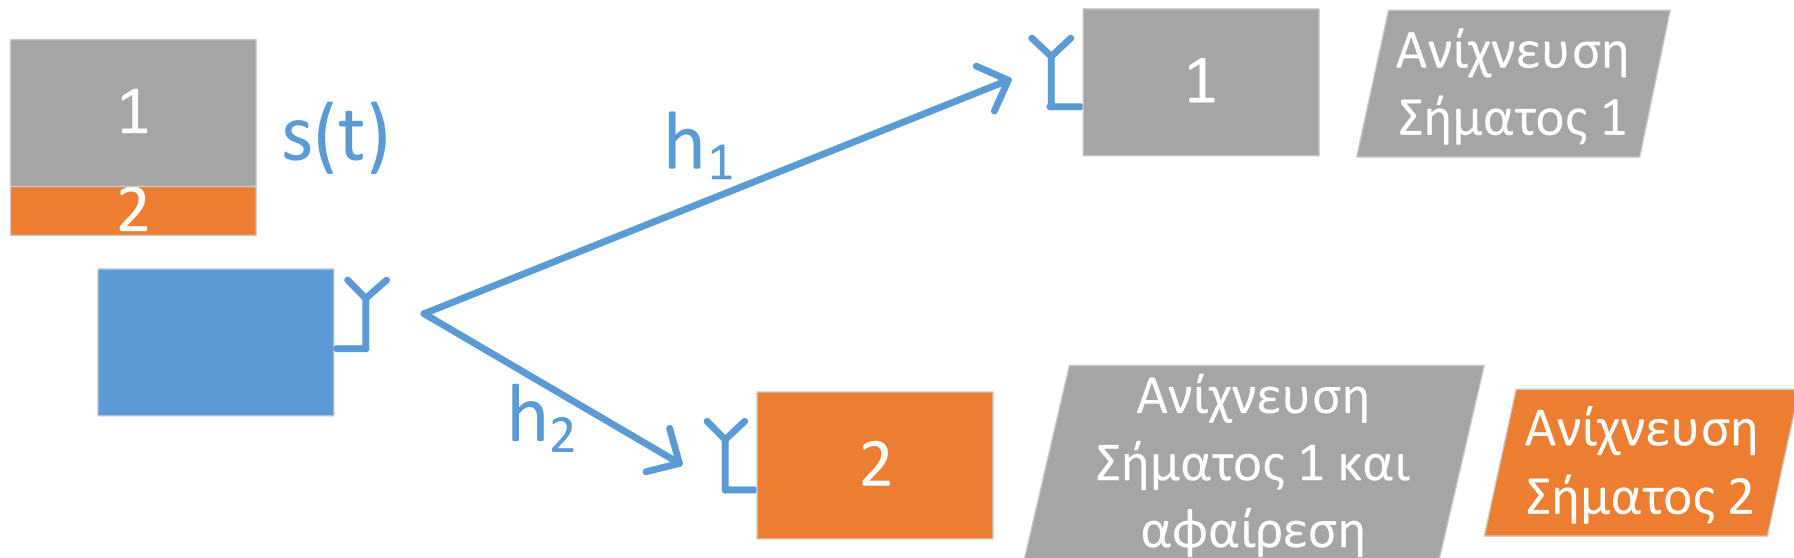 1
s(t)
2
h₁
1
Ανίχνευση
Σήματος 1
h₂
2
Ανίχνευση
Σήματος 1 και
αφαίρεση
Ανίχνευση
Σήματος 2